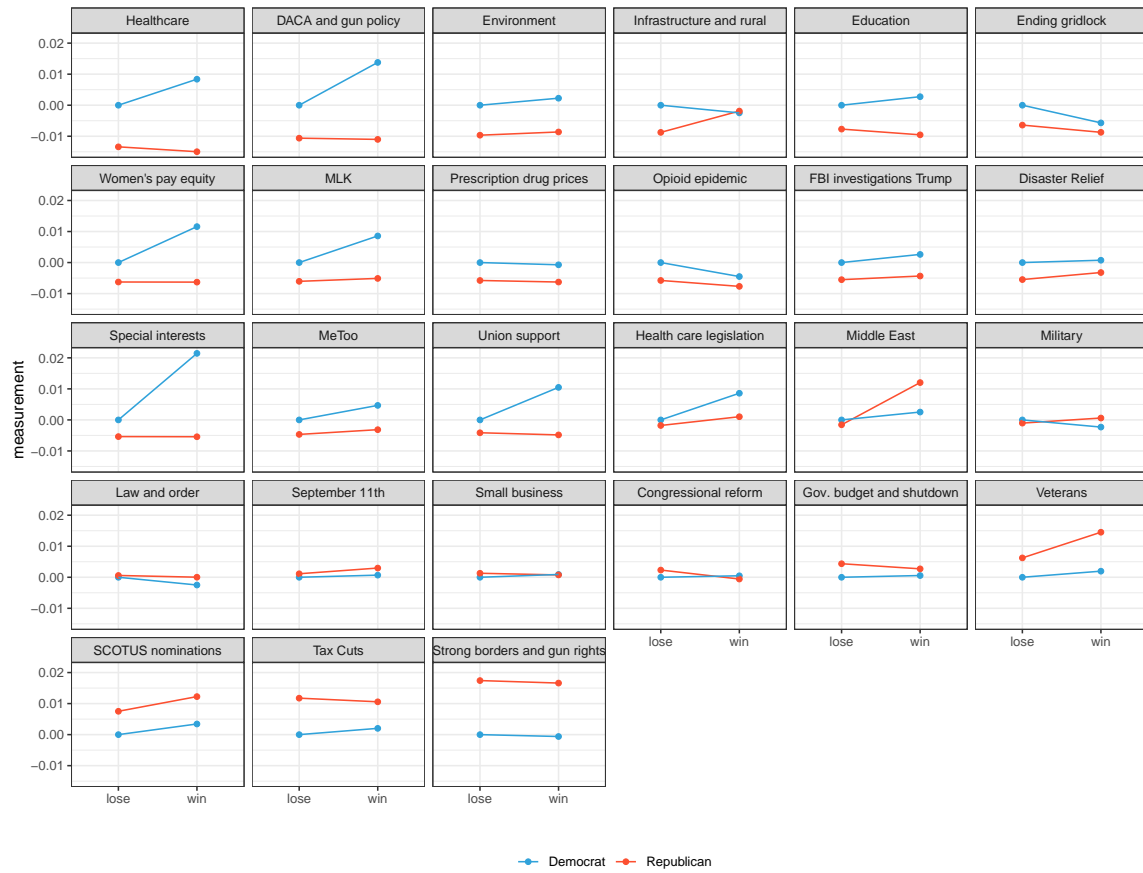 Healthcare DACA and gun policy Environment Infrastructure and rural Education Ending gridlock
0.02
0.01
0.00
−0.01
Women's pay equity MLK Prescription drug prices Opioid epidemic FBI investigations Trump Disaster Relief
0.02
0.01
0.00
−0.01
Special interests MeToo Union support Health care legislation Middle East Military
0.02
0.01
0.00
−0.01
measurement
Law and order September 11th Small business Congressional reform Gov. budget and shutdown Veterans
0.02
0.01
0.00
−0.01
lose win lose win lose win
SCOTUS nominations Tax Cuts Strong borders and gun rights
0.02
0.01
0.00
−0.01
lose win lose win lose win
Democrat Republican